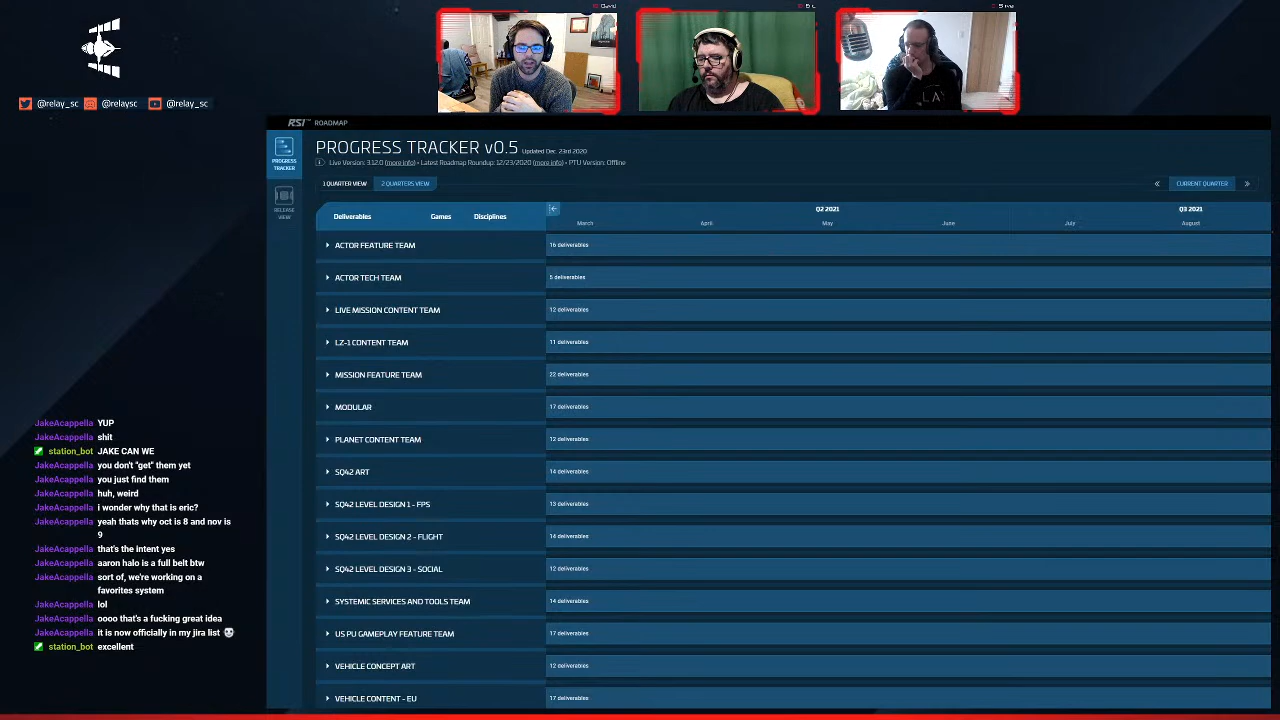 @relay_sc
@relaysc
@relay_sc
RSI ROADMAP
PROGRESS TRACKER
RELEASE VIEW
PROGRESS TRACKER v0.5 Updated Dec. 23rd 2020
Live Version: 3.12.0 (more info) • Latest Roadmap Roundup: 12/23/2020 (more info) • PTU Version: Offline
1 QUARTER VIEW
2 QUARTERS VIEW
CURRENT QUARTER
Deliverables Games Disciplines
Q2 2021
Q3 2021
March April May June July August
ACTOR FEATURE TEAM 16 deliverables
ACTOR TECH TEAM 5 deliverables
LIVE MISSION CONTENT TEAM 12 deliverables
LZ-1 CONTENT TEAM 11 deliverables
MISSION FEATURE TEAM 22 deliverables
MODULAR 17 deliverables
PLANET CONTENT TEAM 12 deliverables
SQ42 ART 14 deliverables
SQ42 LEVEL DESIGN 1 - FPS 13 deliverables
SQ42 LEVEL DESIGN 2 - FLIGHT 14 deliverables
SQ42 LEVEL DESIGN 3 - SOCIAL 12 deliverables
SYSTEMIC SERVICES AND TOOLS TEAM 14 deliverables
US PU GAMEPLAY FEATURE TEAM 17 deliverables
VEHICLE CONCEPT ART 12 deliverables
VEHICLE CONTENT - EU 17 deliverables
JakeAcappella YUP
JakeAcappella shit
station_bot JAKE CAN WE
JakeAcappella you don't "get" them yet
JakeAcappella you just find them
JakeAcappella huh, weird
JakeAcappella i wonder why that is eric?
JakeAcappella yeah thats why oct is 8 and nov is
9
JakeAcappella that's the intent yes
JakeAcappella aaron halo is a full belt btw
JakeAcappella sort of, we're working on a
favorites system
JakeAcappella lol
JakeAcappella oooo that's a fucking great idea
JakeAcappella it is now officially in my jira list
station_bot excellent